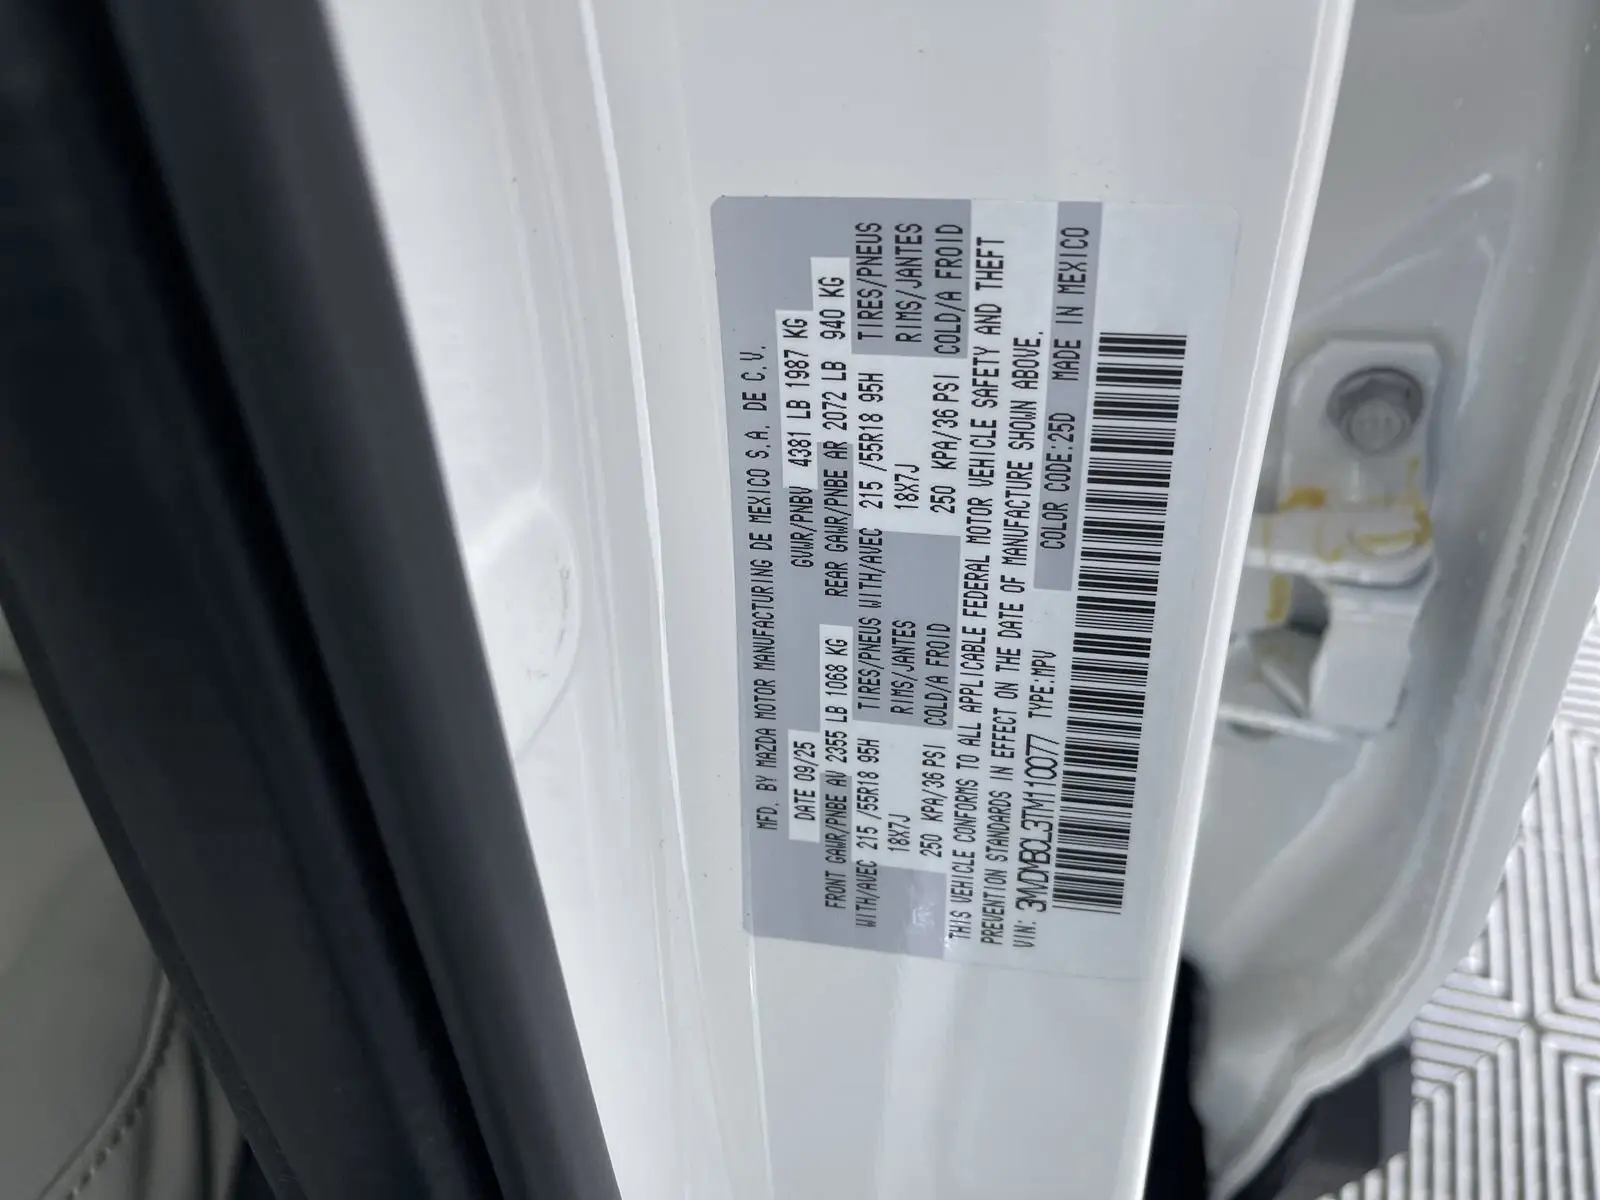 MFD. BY MAZDA MOTOR MANUFACTURING DE MEXICO S.A. DE C.V.
DATE 09/25 GVWR/PNBV 4381 LB 1987 KG
FRONT GAWR/PNBE AV 2355 LB 1068 KG REAR GAWR/PNBE AR 2072 LB 940 KG
WITH/AVEC 215 /55R18 95H TIRES/PNEUS WITH/AVEC 215 /55R18 95H TIRES/PNEUS
18X7J RIMS/JANTES 18X7J RIMS/JANTES
250 KPA/36 PSI COLD/A FROID 250 KPA/36 PSI COLD/A FROID
THIS VEHICLE CONFORMS TO ALL APPLICABLE FEDERAL MOTOR VEHICLE SAFETY AND THEFT
PREVENTION STANDARDS IN EFFECT ON THE DATE OF MANUFACTURE SHOWN ABOVE.
VIN: 3MVDMBCL3TM110077 TYPE:MPV COLOR CODE:25D MADE IN MEXICO